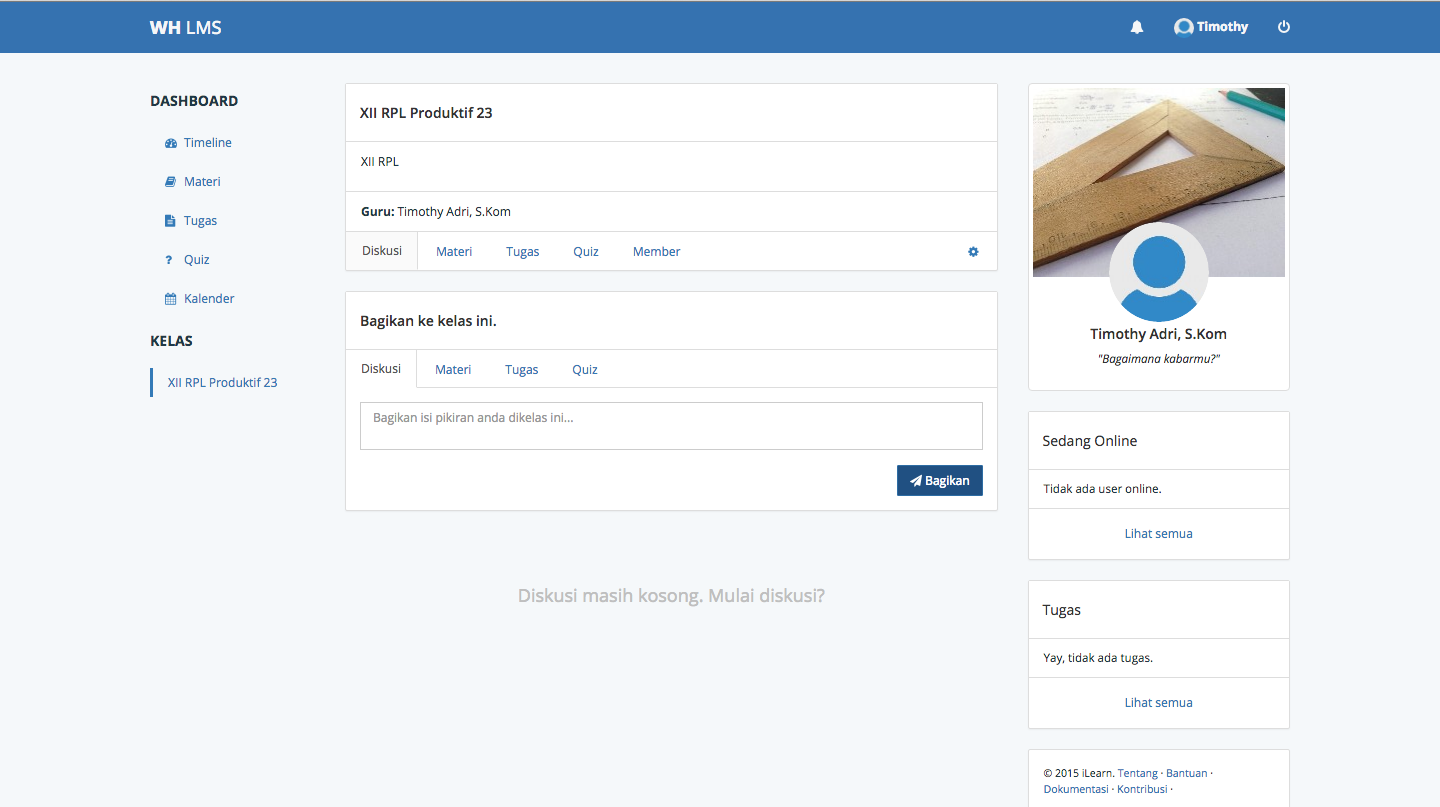 WH LMS
Timothy
DASHBOARD
Timeline
Materi
Tugas
? Quiz
Kalender
KELAS
XII RPL Produktif 23
XII RPL Produktif 23
XII RPL
Guru: Timothy Adri, S.Kom
Diskusi Materi Tugas Quiz Member
Bagikan ke kelas ini.
Diskusi Materi Tugas Quiz
Bagikan isi pikiran anda dikelas ini...
Bagikan
Diskusi masih kosong. Mulai diskusi?
Timothy Adri, S.Kom
"Bagaimana kabarmu?"
Sedang Online
Tidak ada user online.
Lihat semua
Tugas
Yay, tidak ada tugas.
Lihat semua
© 2015 iLearn. Tentang · Bantuan ·
Dokumentasi · Kontribusi ·